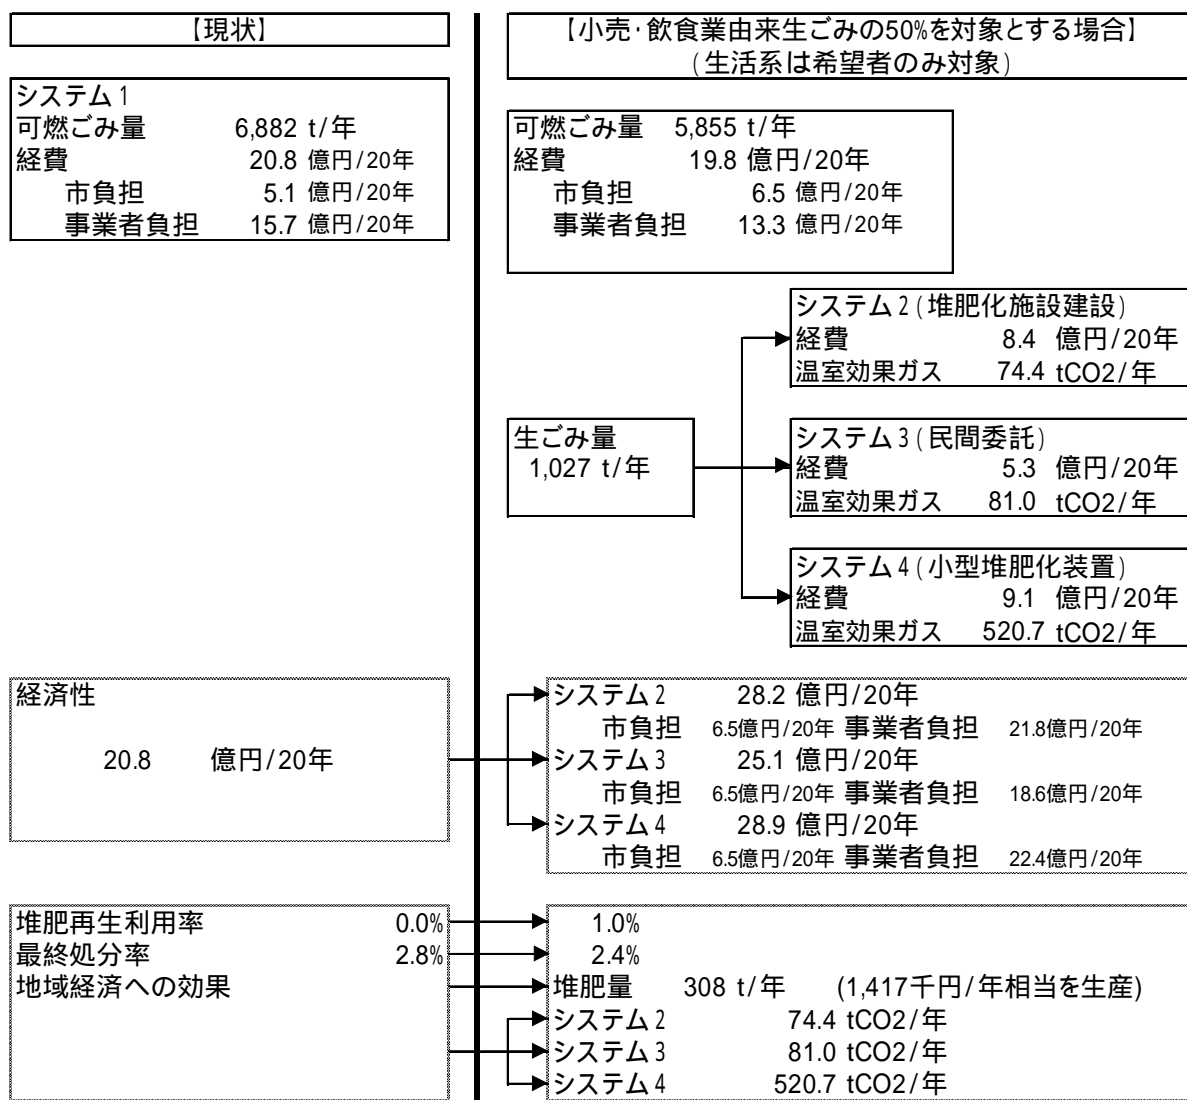 【現状】
【小売・飲食業由来生ごみの50%を対象とする場合】
(生活系は希望者のみ対象)
システム1
可燃ごみ量 6,882 t/年
経費 20.8 億円/20年
市負担 5.1 億円/20年
事業者負担 15.7 億円/20年
可燃ごみ量 5,855 t/年
経費 19.8 億円/20年
市負担 6.5 億円/20年
事業者負担 13.3 億円/20年
システム2(堆肥化施設建設)
経費 8.4 億円/20年
温室効果ガス 74.4 tCO2/年
生ごみ量
1,027 t/年
システム3(民間委託)
経費 5.3 億円/20年
温室効果ガス 81.0 tCO2/年
システム4(小型堆肥化装置)
経費 9.1 億円/20年
温室効果ガス 520.7 tCO2/年
経済性
20.8 億円/20年
システム2 28.2 億円/20年
市負担 6.5億円/20年 事業者負担 21.8億円/20年
システム3 25.1 億円/20年
市負担 6.5億円/20年 事業者負担 18.6億円/20年
システム4 28.9 億円/20年
市負担 6.5億円/20年 事業者負担 22.4億円/20年
堆肥再生利用率 0.0% 1.0%
最終処分率 2.8% 2.4%
地域経済への効果 堆肥量 308 t/年 (1,417千円/年相当を生産)
システム2 74.4 tCO2/年
システム3 81.0 tCO2/年
システム4 520.7 tCO2/年